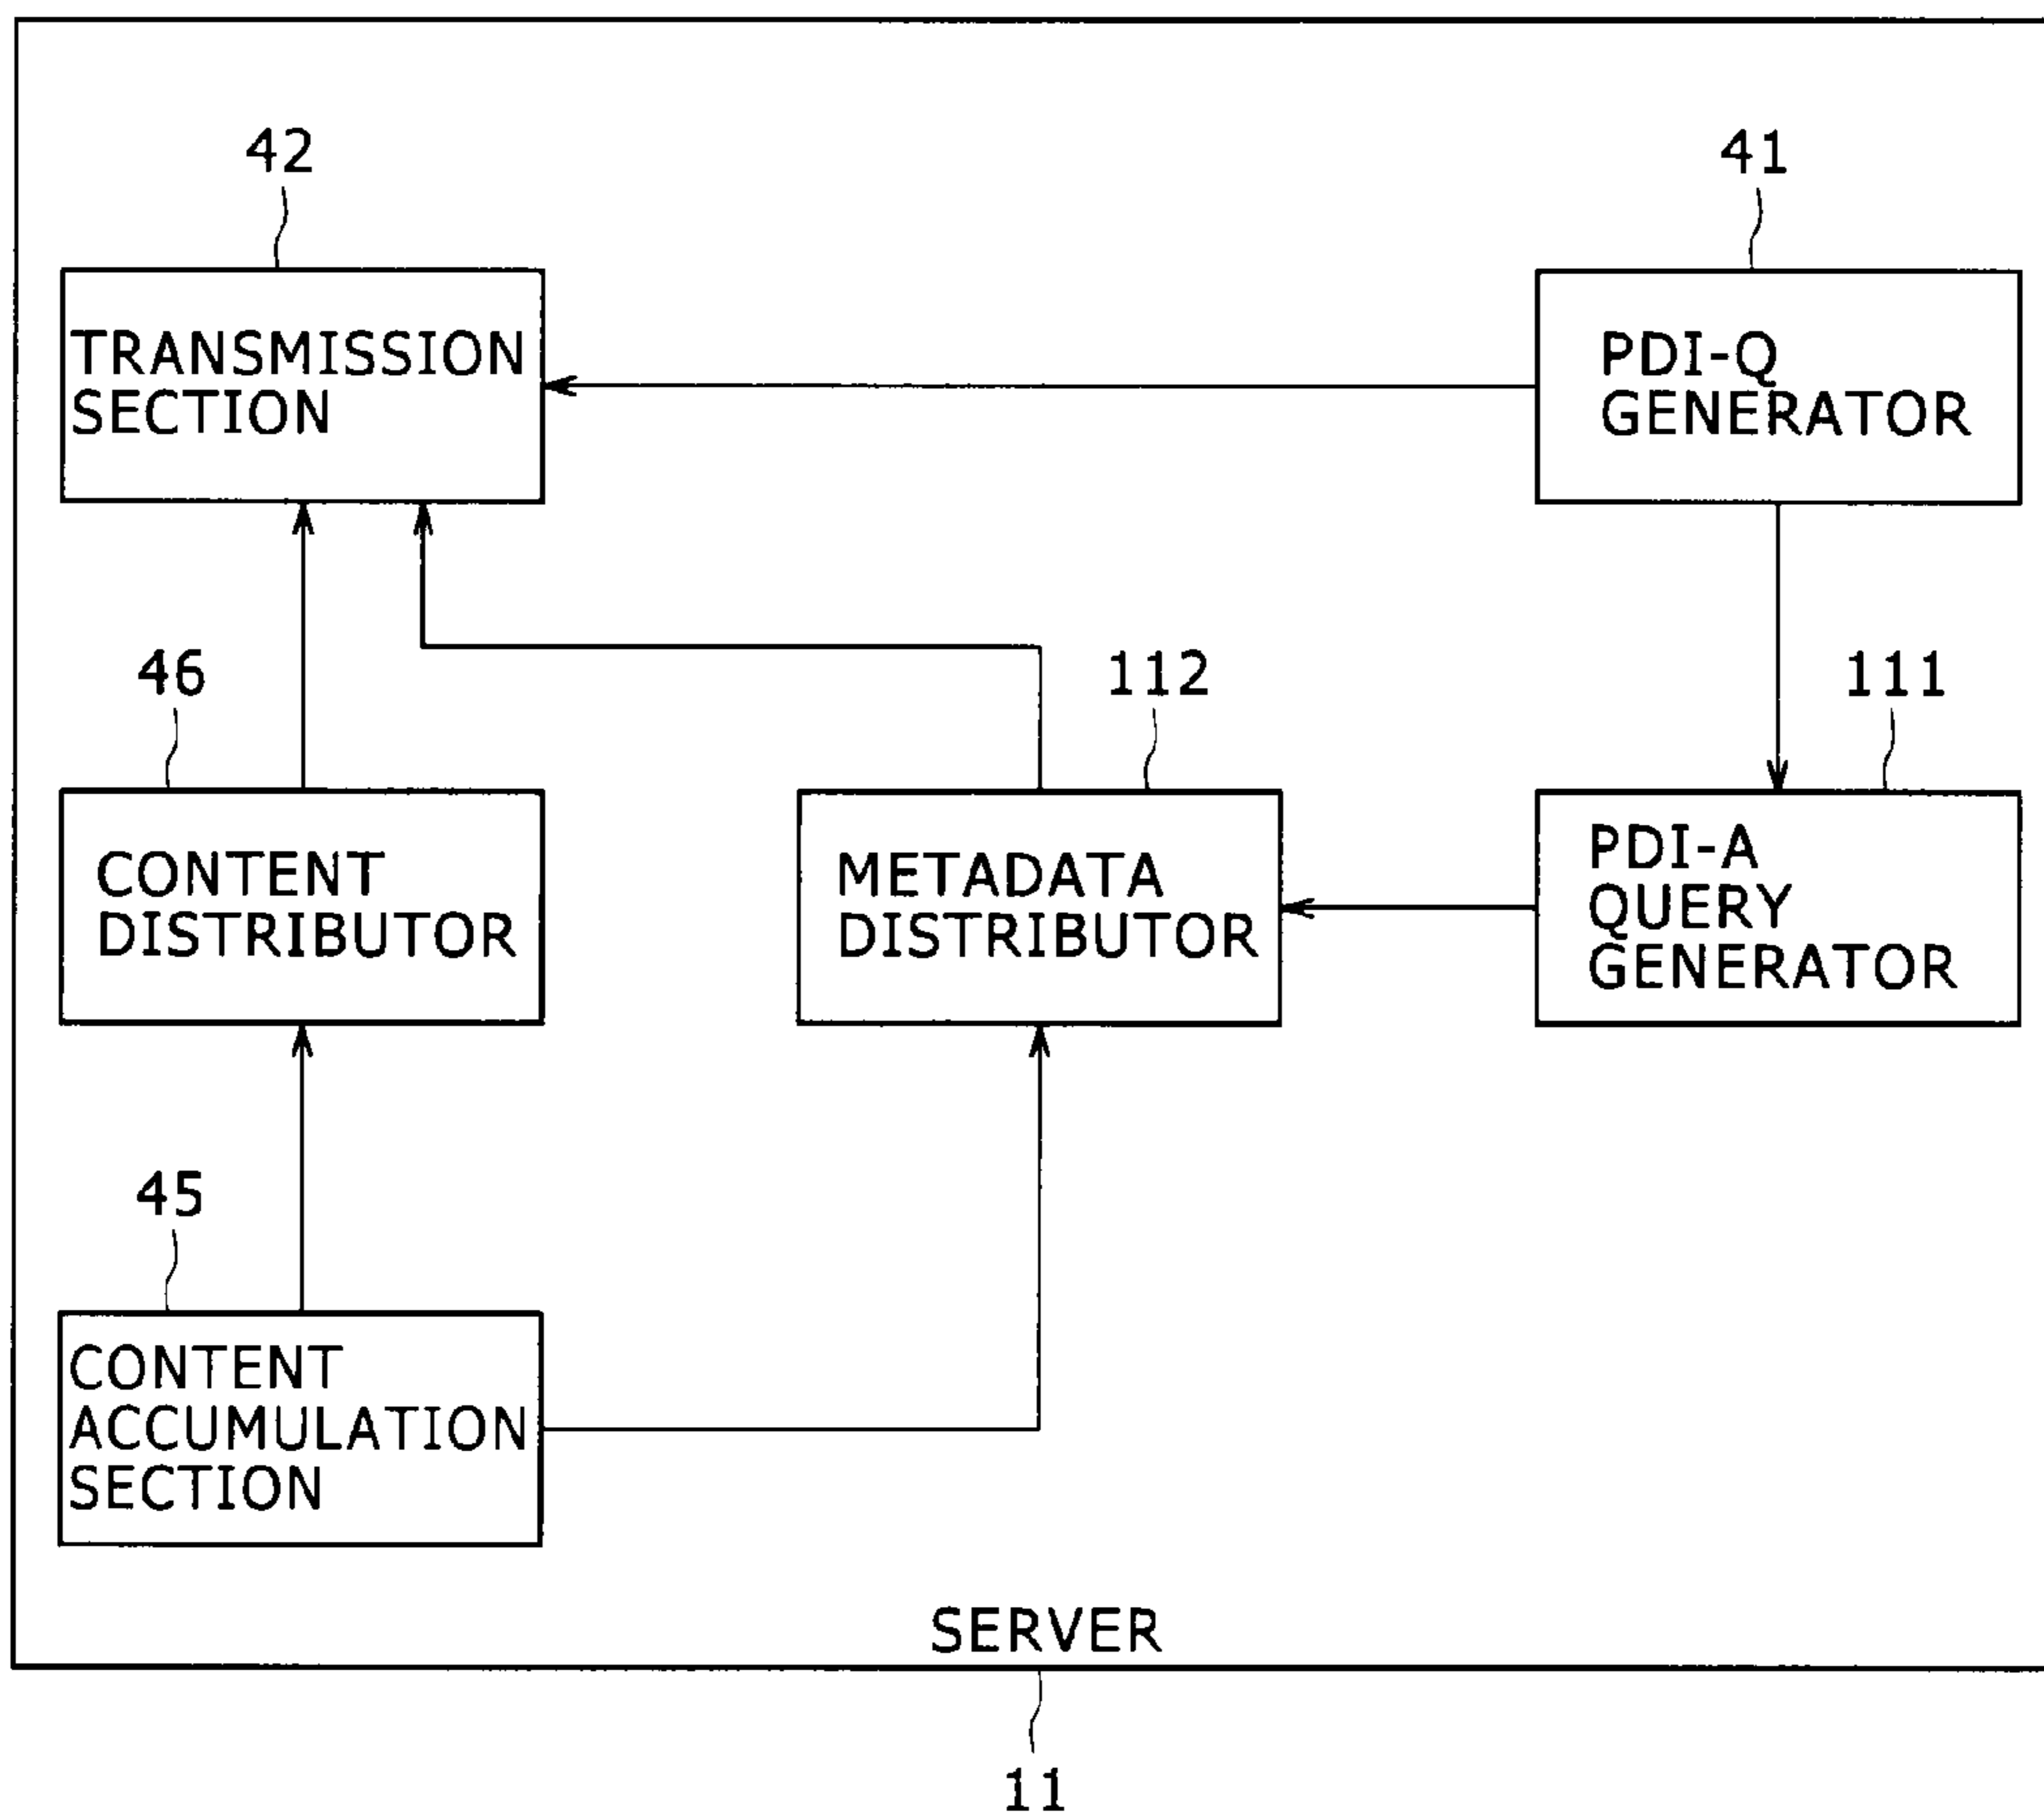 42
41
TRANSMISSION
SECTION
PDI-Q
GENERATOR
46
112
111
CONTENT
DISTRIBUTOR
METADATA
DISTRIBUTOR
PDI-A
QUERY
GENERATOR
45
CONTENT
ACCUMULATION
SECTION
SERVER
11